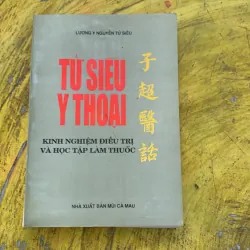 LƯƠNG Y NGUYỄN TỬ SIÊU
TỬ SIÊU
Y THOẠI
KINH NGHIỆM ĐIỀU TRỊ
VÀ HỌC TẬP LÀM THUỐC
子超醫話
NHÀ XUẤT BẢN MŨI CÀ MAU